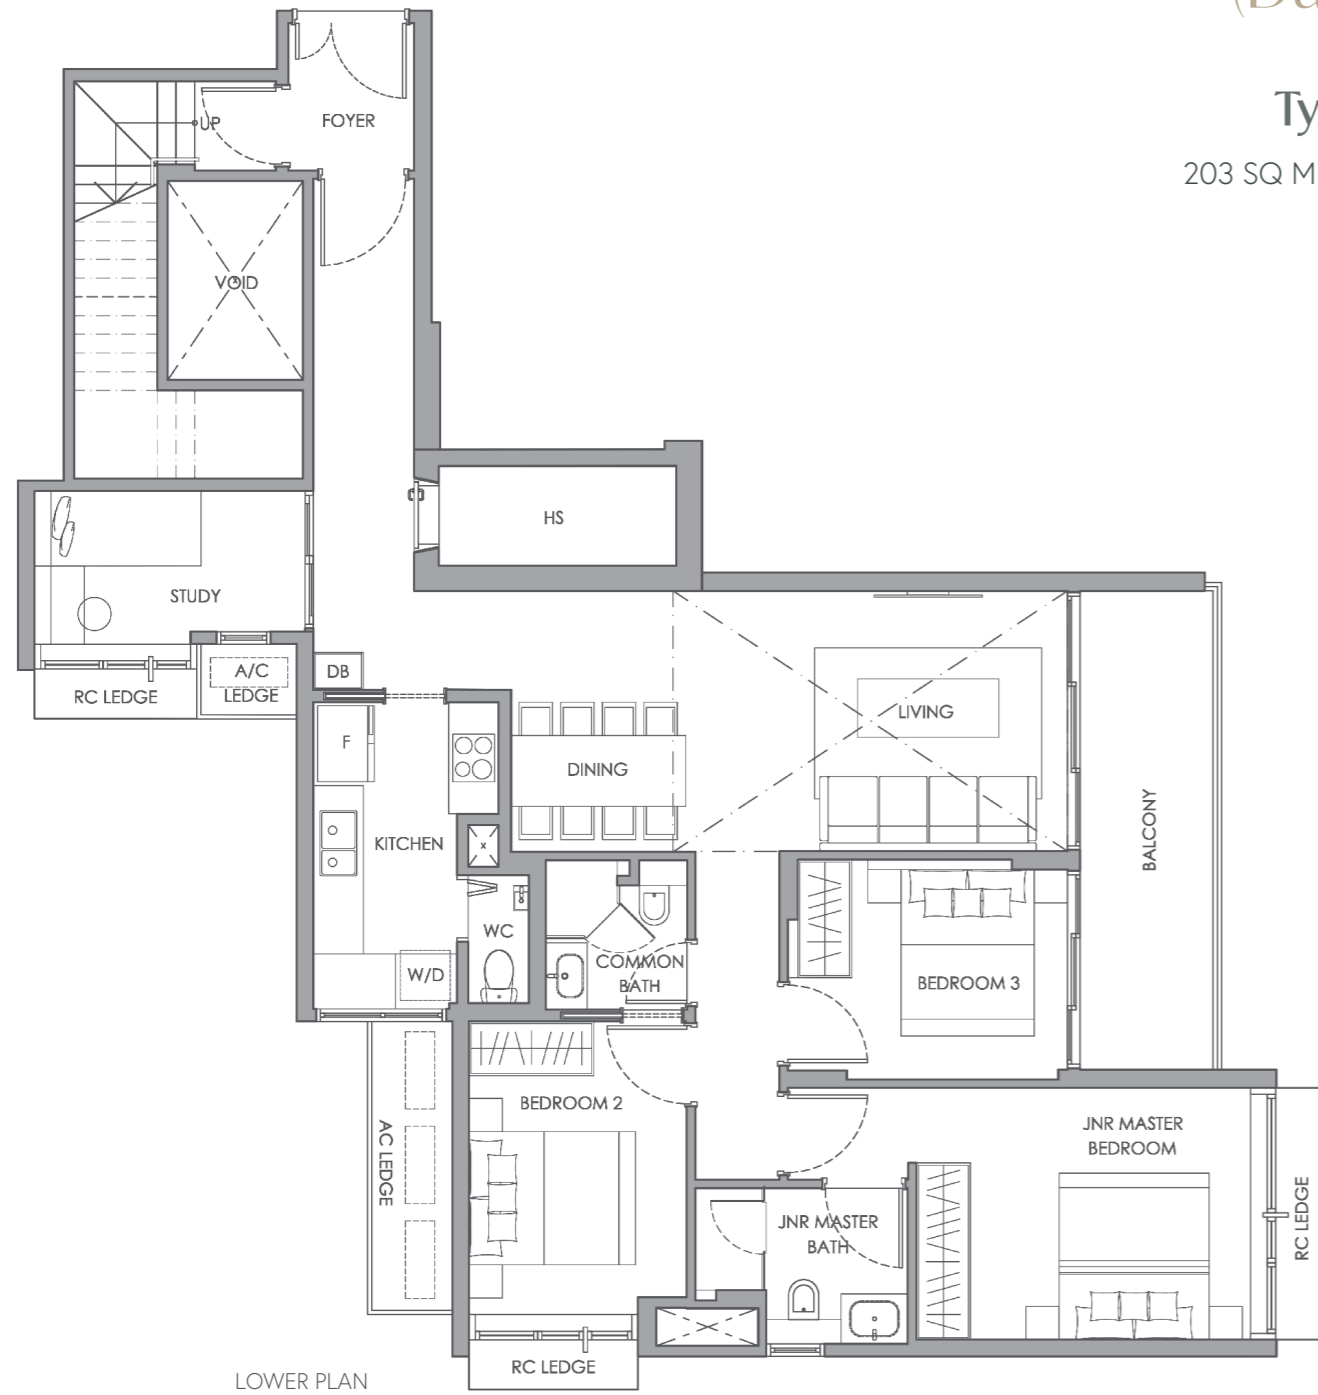 Ty
203 SQ M
FOYER
UP
VOID
HS
STUDY
A/C
LEDGE
RC LEDGE
DB
LIVING
F
DINING
KITCHEN
BALCONY
WC
COMMON
BATH
W/D
BEDROOM 3
BEDROOM 2
AC LEDGE
JNR MASTER
BEDROOM
RC LEDGE
JNR MASTER
BATH
RC LEDGE
LOWER PLAN